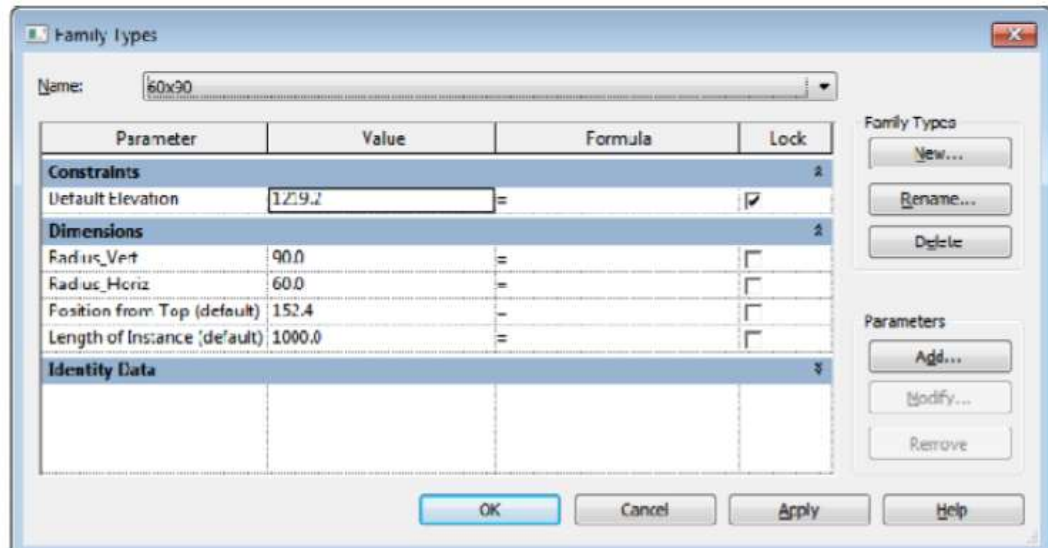 Family Types
Name: 60x90
Parameter Value Formula Lock
Constraints
Default Elevation 1219.2 =
Dimensions
Radius_Vert 90.0 =
Radius_Horiz 60.0 =
Position from Top (default) 152.4 =
Length of Instance (default) 1000.0 =
Identity Data
Family Types
New...
Rename...
Delete
Parameters
Add...
Modify...
Remove
OK Cancel Apply Help